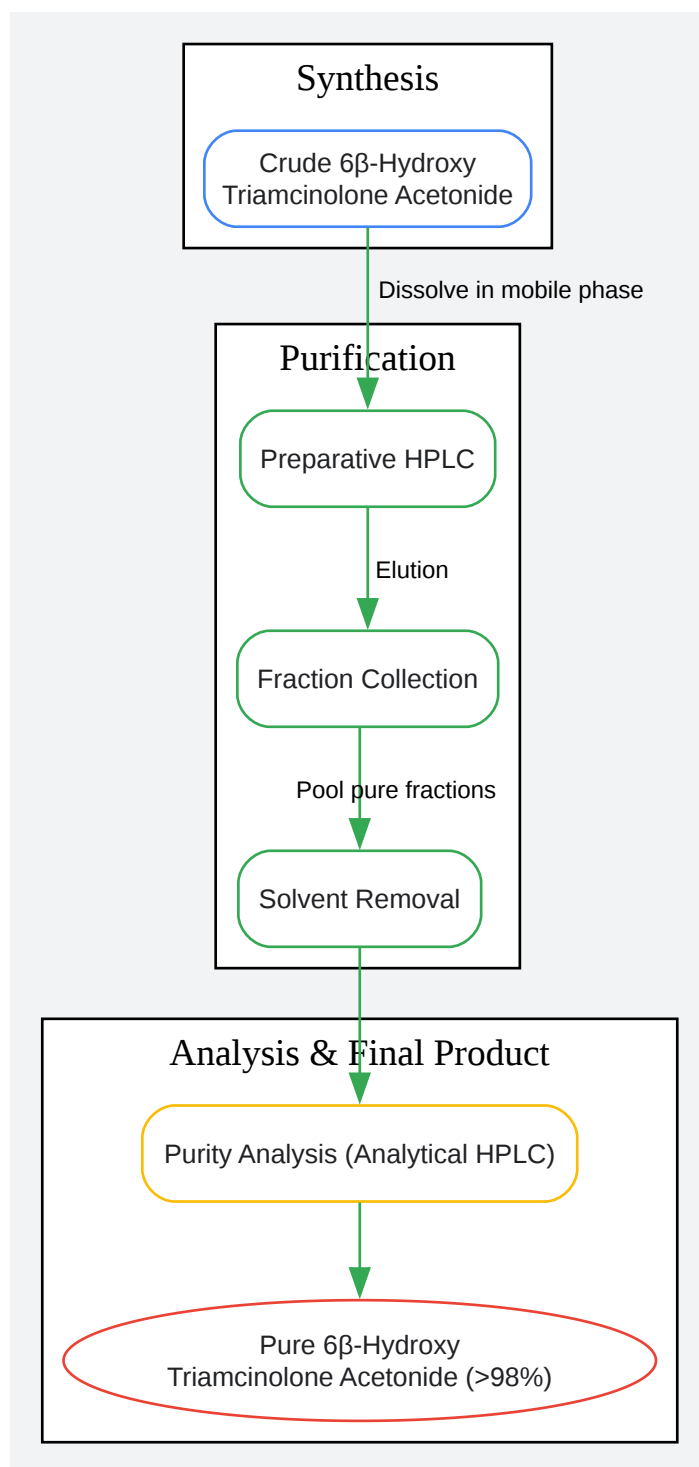 Synthesis
Crude 6β-Hydroxy
Triamcinolone Acetonide
Dissolve in mobile phase
Purification
Preparative HPLC
Elution
Fraction Collection
Pool pure fractions
Solvent Removal
Analysis & Final Product
Purity Analysis (Analytical HPLC)
Pure 6β-Hydroxy
Triamcinolone Acetonide (>98%)